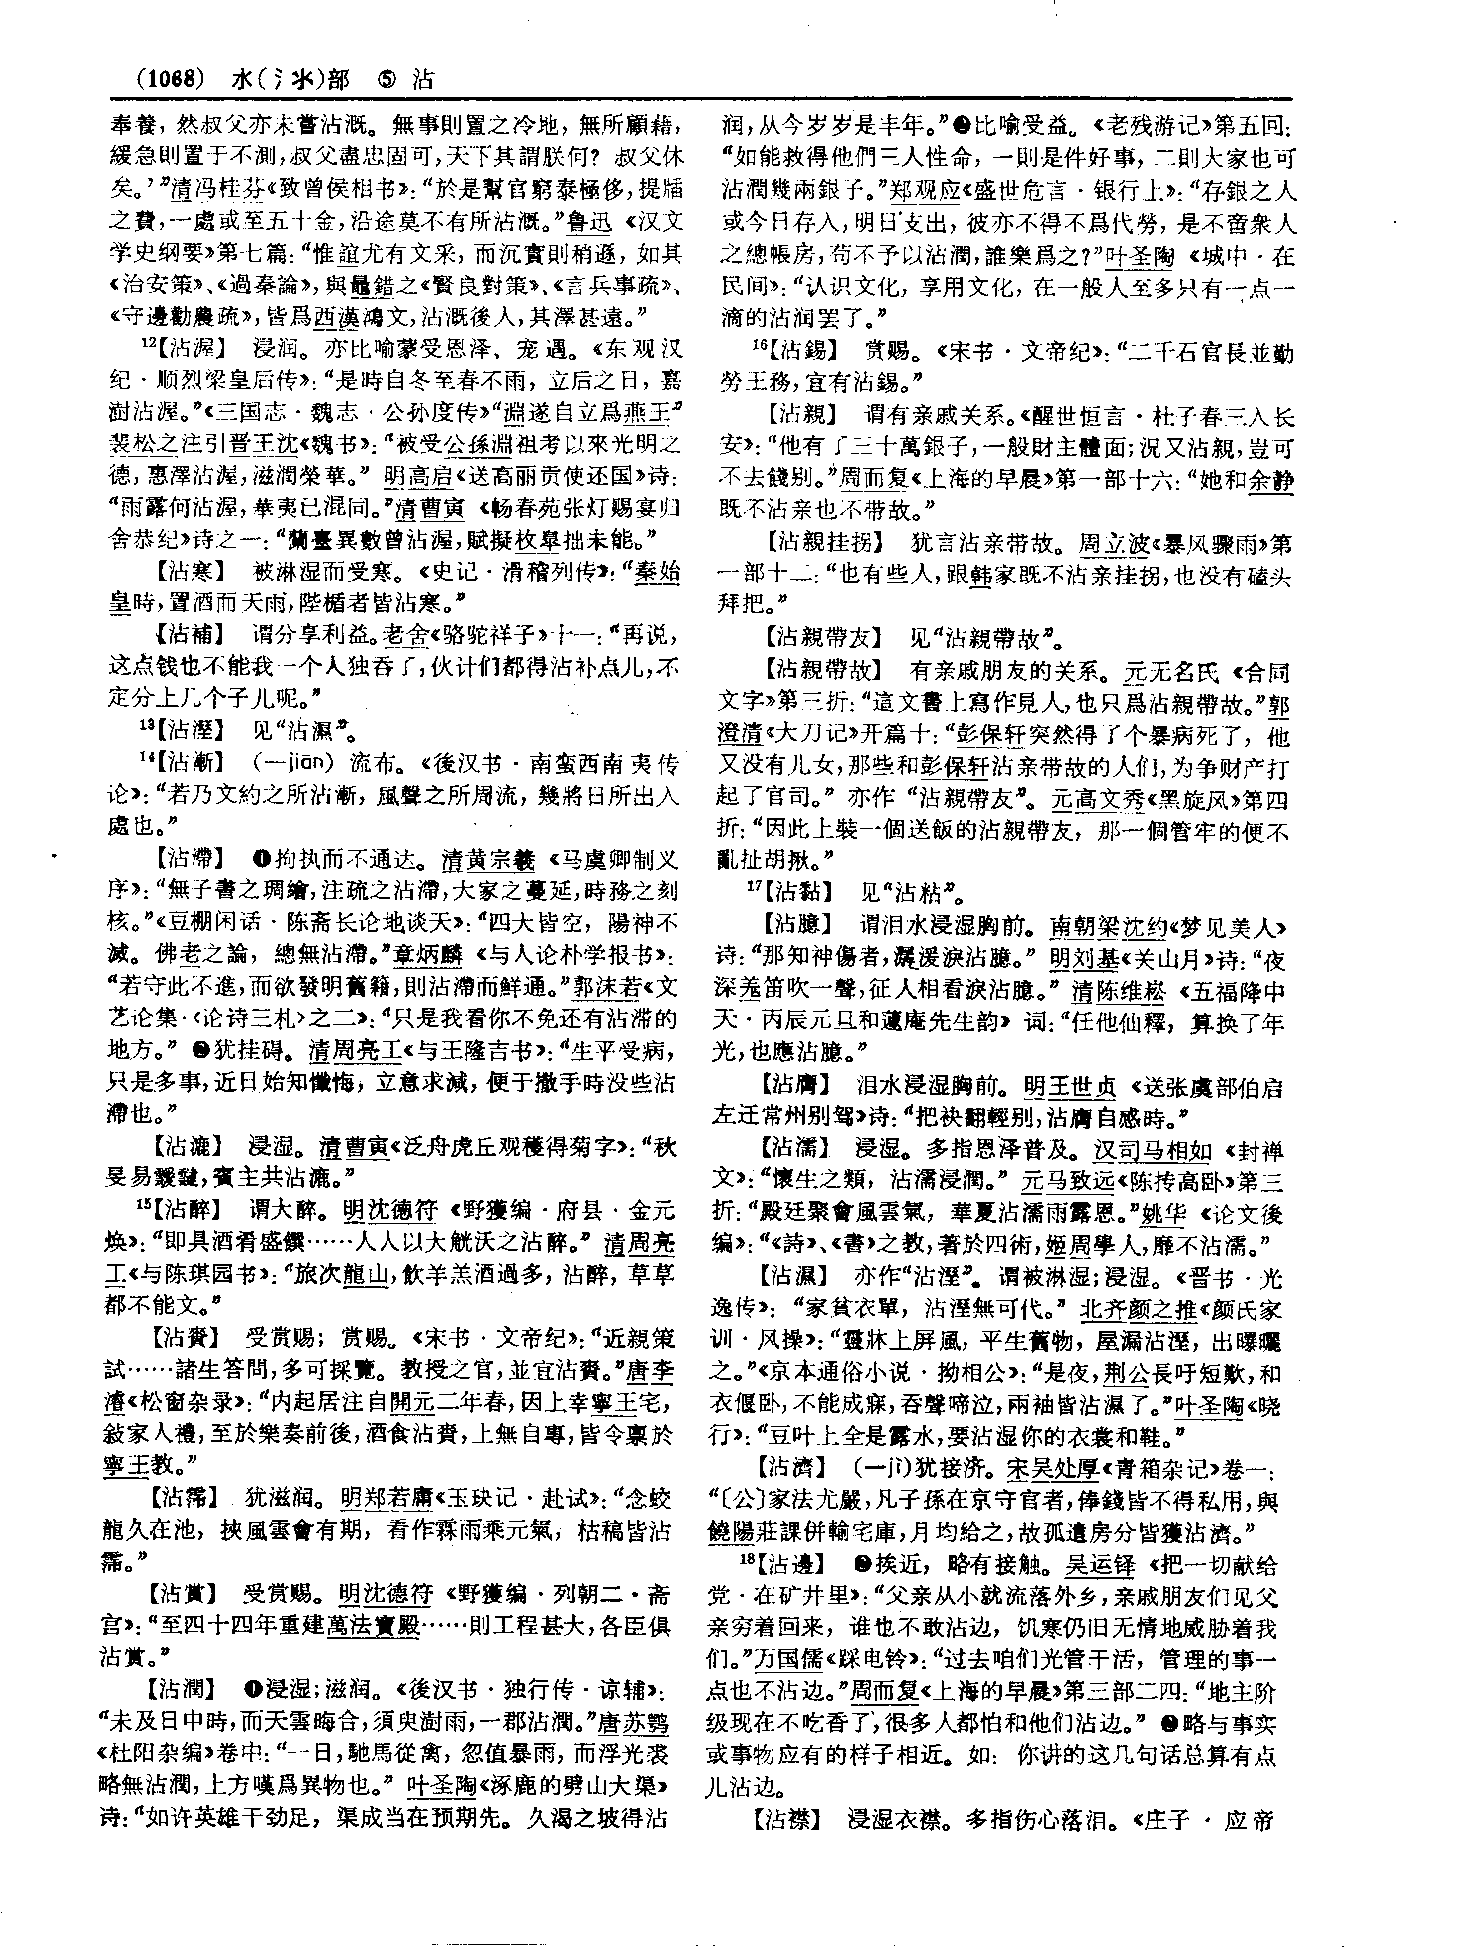 (1068) 水(氵氺)部 ⑤ 沾
奉養，然叔父亦未嘗沾溉。無事則置之冷地，無所顧藉，
緩急則置于不測，叔父盡忠固可，天下其謂朕何？叔父休
矣。’”清冯桂芬《致曾侯相书》：“於是幫官窮泰極侈，提牐
之費，一處或至五十金，沿途莫不有所沾溉。”鲁迅《汉文
学史纲要》第七篇：“惟誼尤有文采，而沉實則稍遜，如其
《治安策》、《過秦論》，與鼂錯之《賢良對策》、《言兵事疏》、
《守邊勸農疏》，皆爲西漢鴻文，沾溉後人，其澤甚遠。”
12【沾渥】 浸润。亦比喻蒙受恩泽、宠遇。《东观汉
纪·顺烈梁皇后传》：“是時自冬至春不雨，立后之日，嘉
澍沾渥。”《三国志·魏志·公孙度传》“淵遂自立爲燕王”
裴松之注引晋王沈《魏书》：“被受公孫淵祖考以來光明之
德，惠澤沾渥，滋潤榮華。”明高启《送高丽贡使还国》诗：
“雨露何沾渥，華夷已混同。”清曹寅《畅春苑张灯赐宴归
舍恭纪》诗之一：“蘭臺異數曾沾渥，賦擬枚皋拙未能。”
【沾寒】 被淋湿而受寒。《史记·滑稽列传》：“秦始
皇時，置酒而天雨，陛楯者皆沾寒。”
【沾補】 谓分享利益。老舍《骆驼祥子》十一：“再说，
这点钱也不能我一个人独吞了，伙计们都得沾补点儿，不
定分上几个子儿呢。”
13【沾溼】 见“沾濕”。
14【沾漸】 (一jiān) 流布。《後汉书·南蛮西南夷传
论》：“若乃文約之所沾漸，風聲之所周流，幾將日所出入
處也。”
【沾滯】 ❶拘执而不通达。清黄宗羲《马虞卿制义
序》：“無子書之琱繪，注疏之沾滯，大家之蔓延，時務之刻
核。”《豆棚闲话·陈斋长论地谈天》：“四大皆空，陽神不
滅。佛老之論，總無沾滯。”章炳麟《与人论朴学报书》：
“若守此不進，而欲發明舊籍，則沾滯而鮮通。”郭沫若《文
艺论集·〈论诗三札〉之二》：“只是我看你不免还有沾滞的
地方。”❷犹挂碍。清周亮工《与王隆吉书》：“生平受病，
只是多事，近日始知懺悔，立意求減，便于撒手時没些沾
滯也。”
【沾漉】 浸湿。清曹寅《泛舟虎丘观穫得菊字》：“秋
旻易靉靆，賓主共沾漉。”
15【沾醉】 谓大醉。明沈德符《野獲编·府县·金元
焕》：“即具酒肴盛饌……人人以大觥沃之沾醉。”清周亮
工《与陈琪园书》：“旅次龍山，飲羊羔酒過多，沾醉，草草
都不能文。”
【沾賚】 受赏赐；赏赐。《宋书·文帝纪》：“近親策
試……諸生答問，多可採覽。教授之官，並宜沾賚。”唐李
濬《松窗杂录》：“内起居注自開元二年春，因上幸寧王宅，
敍家人禮，至於樂奏前後，酒食沾賚，上無自專，皆令稟於
寧王教。”
【沾霈】 犹滋润。明郑若庸《玉玦记·赴试》：“念蛟
龍久在池，挾風雲會有期，看作霖雨乘元氣，枯稿皆沾
霈。”
【沾賞】 受赏赐。明沈德符《野獲编·列朝二·斋
宫》：“至四十四年重建萬法寶殿……則工程甚大，各臣俱
沾賞。”
【沾潤】 ❶浸湿；滋润。《後汉书·独行传·谅辅》：
“未及日中時，而天雲晦合，須臾澍雨，一郡沾潤。”唐苏鹗
《杜阳杂编》卷中：“一日，馳馬從禽，忽值暴雨，而浮光裘
略無沾潤，上方嘆爲異物也。”叶圣陶《涿鹿的劈山大渠》
诗：“如许英雄干劲足，渠成当在预期先。久渴之坡得沾
润，从今岁岁是丰年。”❷比喻受益。《老残游记》第五回：
“如能救得他們三人性命，一則是件好事，二則大家也可
沾潤幾兩銀子。”郑观应《盛世危言·银行上》：“存銀之人
或今日存入，明日支出，彼亦不得不爲代勞，是不啻衆人
之總帳房，苟不予以沾潤，誰樂爲之？”叶圣陶《城中·在
民间》：“认识文化，享用文化，在一般人至多只有一点一
滴的沾润罢了。”
16【沾錫】 赏赐。《宋书·文帝纪》：“二千石官長並勤
勞王務，宜有沾錫。”
【沾親】 谓有亲戚关系。《醒世恒言·杜子春三入长
安》：“他有了三十萬銀子，一般財主體面；況又沾親，豈可
不去餞别。”周而复《上海的早晨》第一部十六：“她和余静
既不沾亲也不带故。”
【沾親挂拐】 犹言沾亲带故。周立波《暴风骤雨》第
一部十二：“也有些人，跟韩家既不沾亲挂拐，也没有磕头
拜把。”
【沾親帶友】 见“沾親帶故”。
【沾親帶故】 有亲戚朋友的关系。元无名氏《合同
文字》第三折：“這文書上寫作見人，也只爲沾親帶故。”郭
澄清《大刀记》开篇十：“彭保轩突然得了个暴病死了，他
又没有儿女，那些和彭保轩沾亲带故的人们，为争财产打
起了官司。”亦作“沾親帶友”。元高文秀《黑旋风》第四
折：“因此上裝一個送飯的沾親帶友，那一個管牢的便不
亂扯胡揪。”
17【沾黏】 见“沾粘”。
【沾臆】 谓泪水浸湿胸前。南朝梁沈约《梦见美人》
诗：“那知神傷者，潺湲淚沾臆。”明刘基《关山月》诗：“夜
深羌笛吹一聲，征人相看淚沾臆。”清陈维崧《五福降中
天·丙辰元旦和蘧庵先生韵》词：“任他仙釋，算换了年
光，也應沾臆。”
【沾膺】 泪水浸湿胸前。明王世贞《送张虞部伯启
左迁常州别驾》诗：“把袂翻輕别，沾膺自感時。”
【沾濡】 浸湿。多指恩泽普及。汉司马相如《封禅
文》：“懷生之類，沾濡浸潤。”元马致远《陈抟高卧》第三
折：“殿廷聚會風雲氣，華夏沾濡雨露恩。”姚华《论文後
编》：“《詩》、《書》之教，著於四術，姬周學人，靡不沾濡。”
【沾濕】 亦作“沾溼”。谓被淋湿；浸湿。《晋书·光
逸传》：“家貧衣單，沾溼無可代。”北齐颜之推《颜氏家
训·风操》：“靈牀上屏風，平生舊物，屋漏沾溼，出曝曬
之。”《京本通俗小说·拗相公》：“是夜，荆公長吁短歎，和
衣偃卧，不能成寐，吞聲啼泣，兩袖皆沾濕了。”叶圣陶《晓
行》：“豆叶上全是露水，要沾湿你的衣裳和鞋。”
【沾濟】 (一jì)犹接济。宋吴处厚《青箱杂记》卷一：
“〔公〕家法尤嚴，凡子孫在京守官者，俸錢皆不得私用，與
饒陽莊課併輸宅庫，月均給之，故孤遺房分皆獲沾濟。”
18【沾邊】 ❶挨近，略有接触。吴运铎《把一切献给
党·在矿井里》：“父亲从小就流落外乡，亲戚朋友们见父
亲穷着回来，谁也不敢沾边，饥寒仍旧无情地威胁着我
们。”万国儒《踩电铃》：“过去咱们光管干活，管理的事一
点也不沾边。”周而复《上海的早晨》第三部二四：“地主阶
级现在不吃香了，很多人都怕和他们沾边。”❷略与事实
或事物应有的样子相近。如：你讲的这几句话总算有点
儿沾边。
【沾襟】 浸湿衣襟。多指伤心落泪。《庄子·应帝